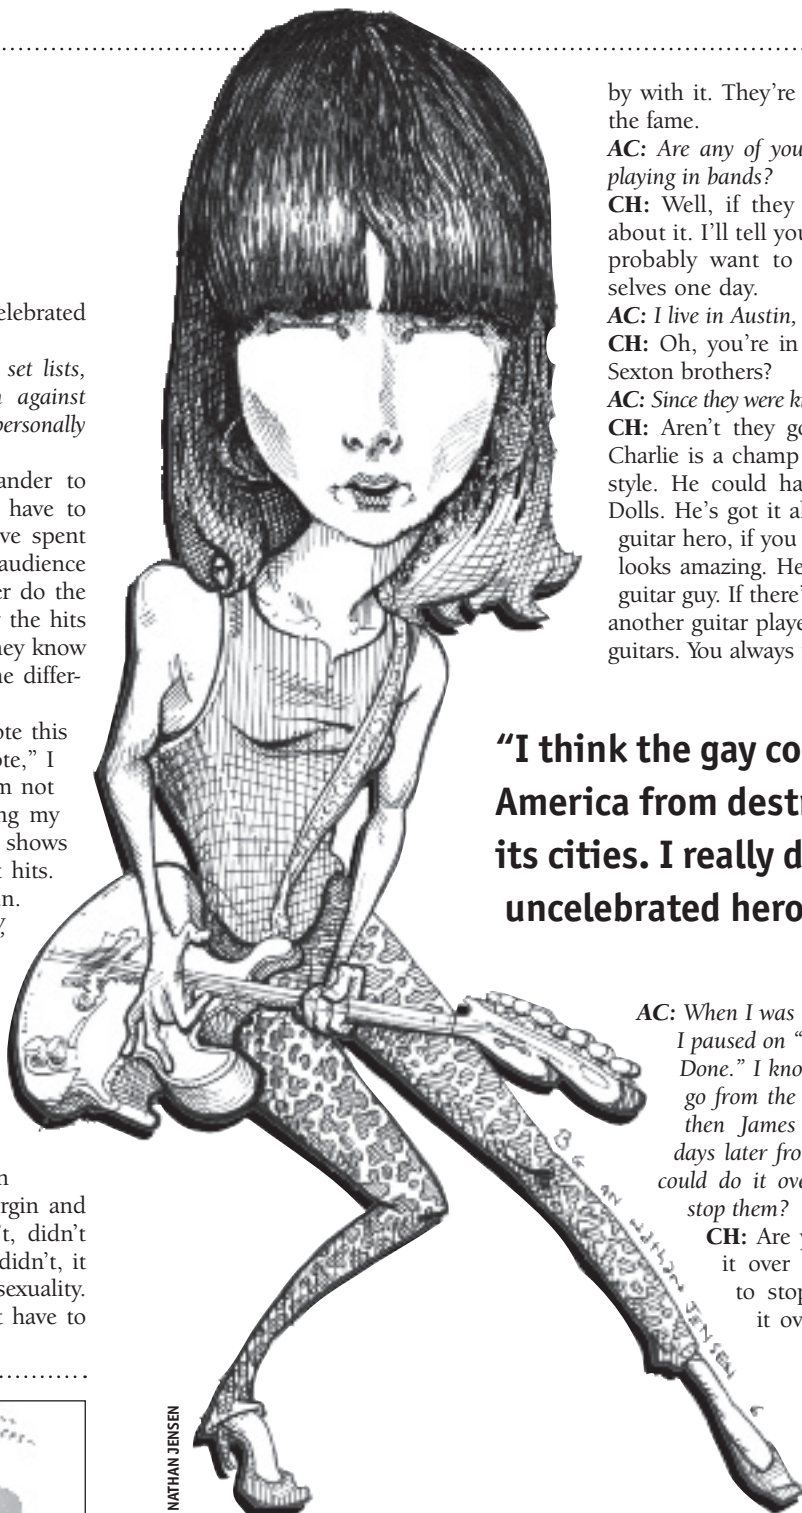 elebrated
set lists,
against
personally
ander to
have to
ve spent
audience
er do the
the hits
hey know
ne differ-
ote this
ote,” I
m not
ng my
shows
hits.
n.
rgin and
’t, didn’t
didn’t, it
sexuality.
t have to
NATHAN JENSEN
by with it. They’re
the fame.
AC: Are any of you
playing in bands?
CH: Well, if they
about it. I’ll tell you
probably want to
selves one day.
AC: I live in Austin,
CH: Oh, you’re in
Sexton brothers?
AC: Since they were k
CH: Aren’t they go
Charlie is a champ
style. He could ha
Dolls. He’s got it a
guitar hero, if you
looks amazing. He
guitar guy. If there’
another guitar playe
guitars. You always
“I think the gay co
America from destr
its cities. I really d
uncelebrated hero
AC: When I was
I paused on “
Done.” I kno
go from the
then James
days later fro
could do it ove
stop them?
CH: Are y
it over
to stop
it ov
NATHAN JENSEN